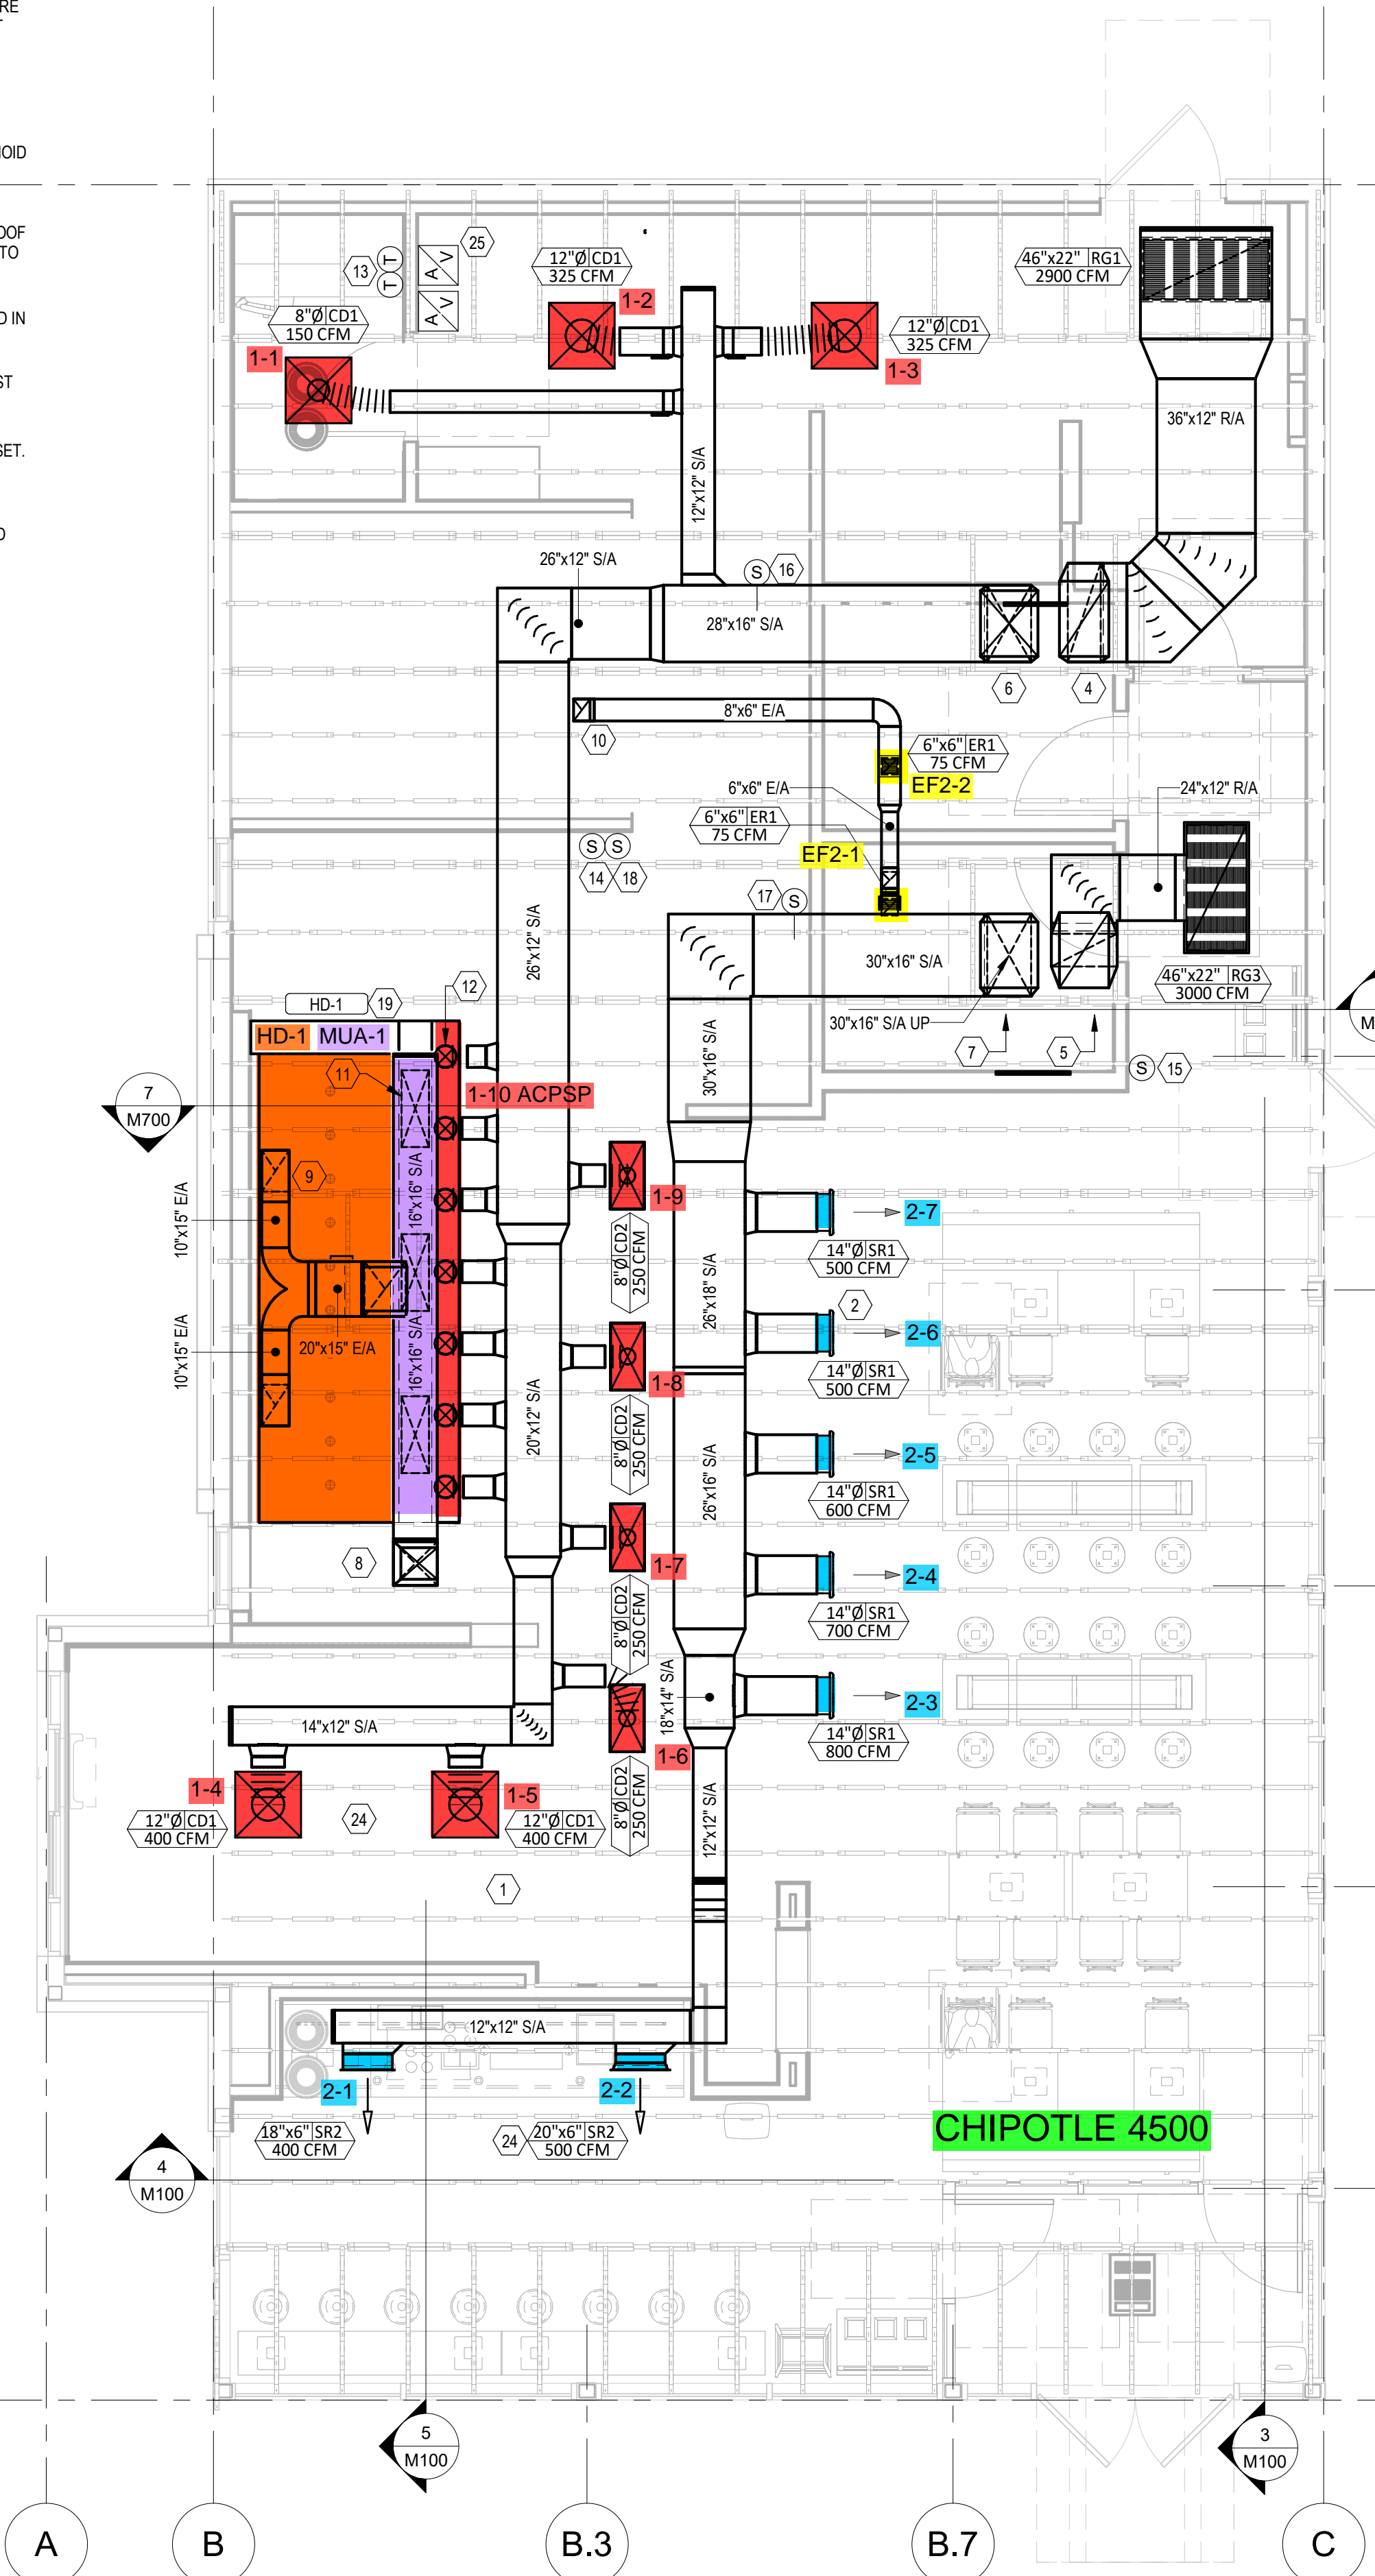 RE
T
NOID
OOF
TO
D IN
ST
SET.
D
13
T
T
A
V
A
V
25
12"Ø CD1
325 CFM
1-2
46"x22" RG1
2900 CFM
8"Ø CD1
150 CFM
1-1
12"Ø CD1
325 CFM
1-3
36"x12" R/A
12"x12" S/A
26"x12" S/A
S
16
28"x16" S/A
6
4
8"x6" E/A
10
6"x6" ER1
75 CFM
EF2-2
6"x6" E/A
24"x12" R/A
6"x6" ER1
75 CFM
EF2-1
S
S
14
18
17
S
26"x12" S/A
30"x16" S/A
46"x22" RG3
3000 CFM
HD-1
19
12
30"x16" S/A UP
M
HD-1
MUA-1
30"x16" S/A
7
5
S
15
11
1-10 ACPSP
7
M700
9
16"x16" S/A
1-9
10"x15" E/A
8"Ø CD2
250 CFM
26"x18" S/A
2-7
14"Ø SR1
500 CFM
2
20"x15" E/A
16"x16" S/A
10"x15" E/A
2-6
14"Ø SR1
500 CFM
1-8
20"x12" S/A
8"Ø CD2
250 CFM
26"x16" S/A
2-5
14"Ø SR1
600 CFM
8
1-7
2-4
14"Ø SR1
700 CFM
8"Ø CD2
250 CFM
18"x14" S/A
2-3
14"Ø SR1
800 CFM
14"x12" S/A
1-6
1-4
12"Ø CD1
400 CFM
24
1-5
12"Ø CD1
400 CFM
8"Ø CD2
250 CFM
12"x12" S/A
1
12"x12" S/A
2-1
2-2
18"x6" SR2
400 CFM
24
20"x6" SR2
500 CFM
CHIPOTLE 4500
4
M100
5
M100
3
M100
A
B
B.3
B.7
C